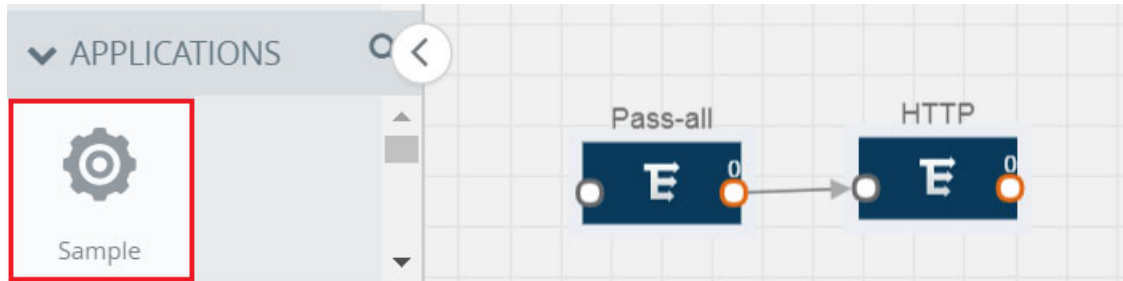 APPLICATIONS
Sample
Pass-all
0
HTTP
0